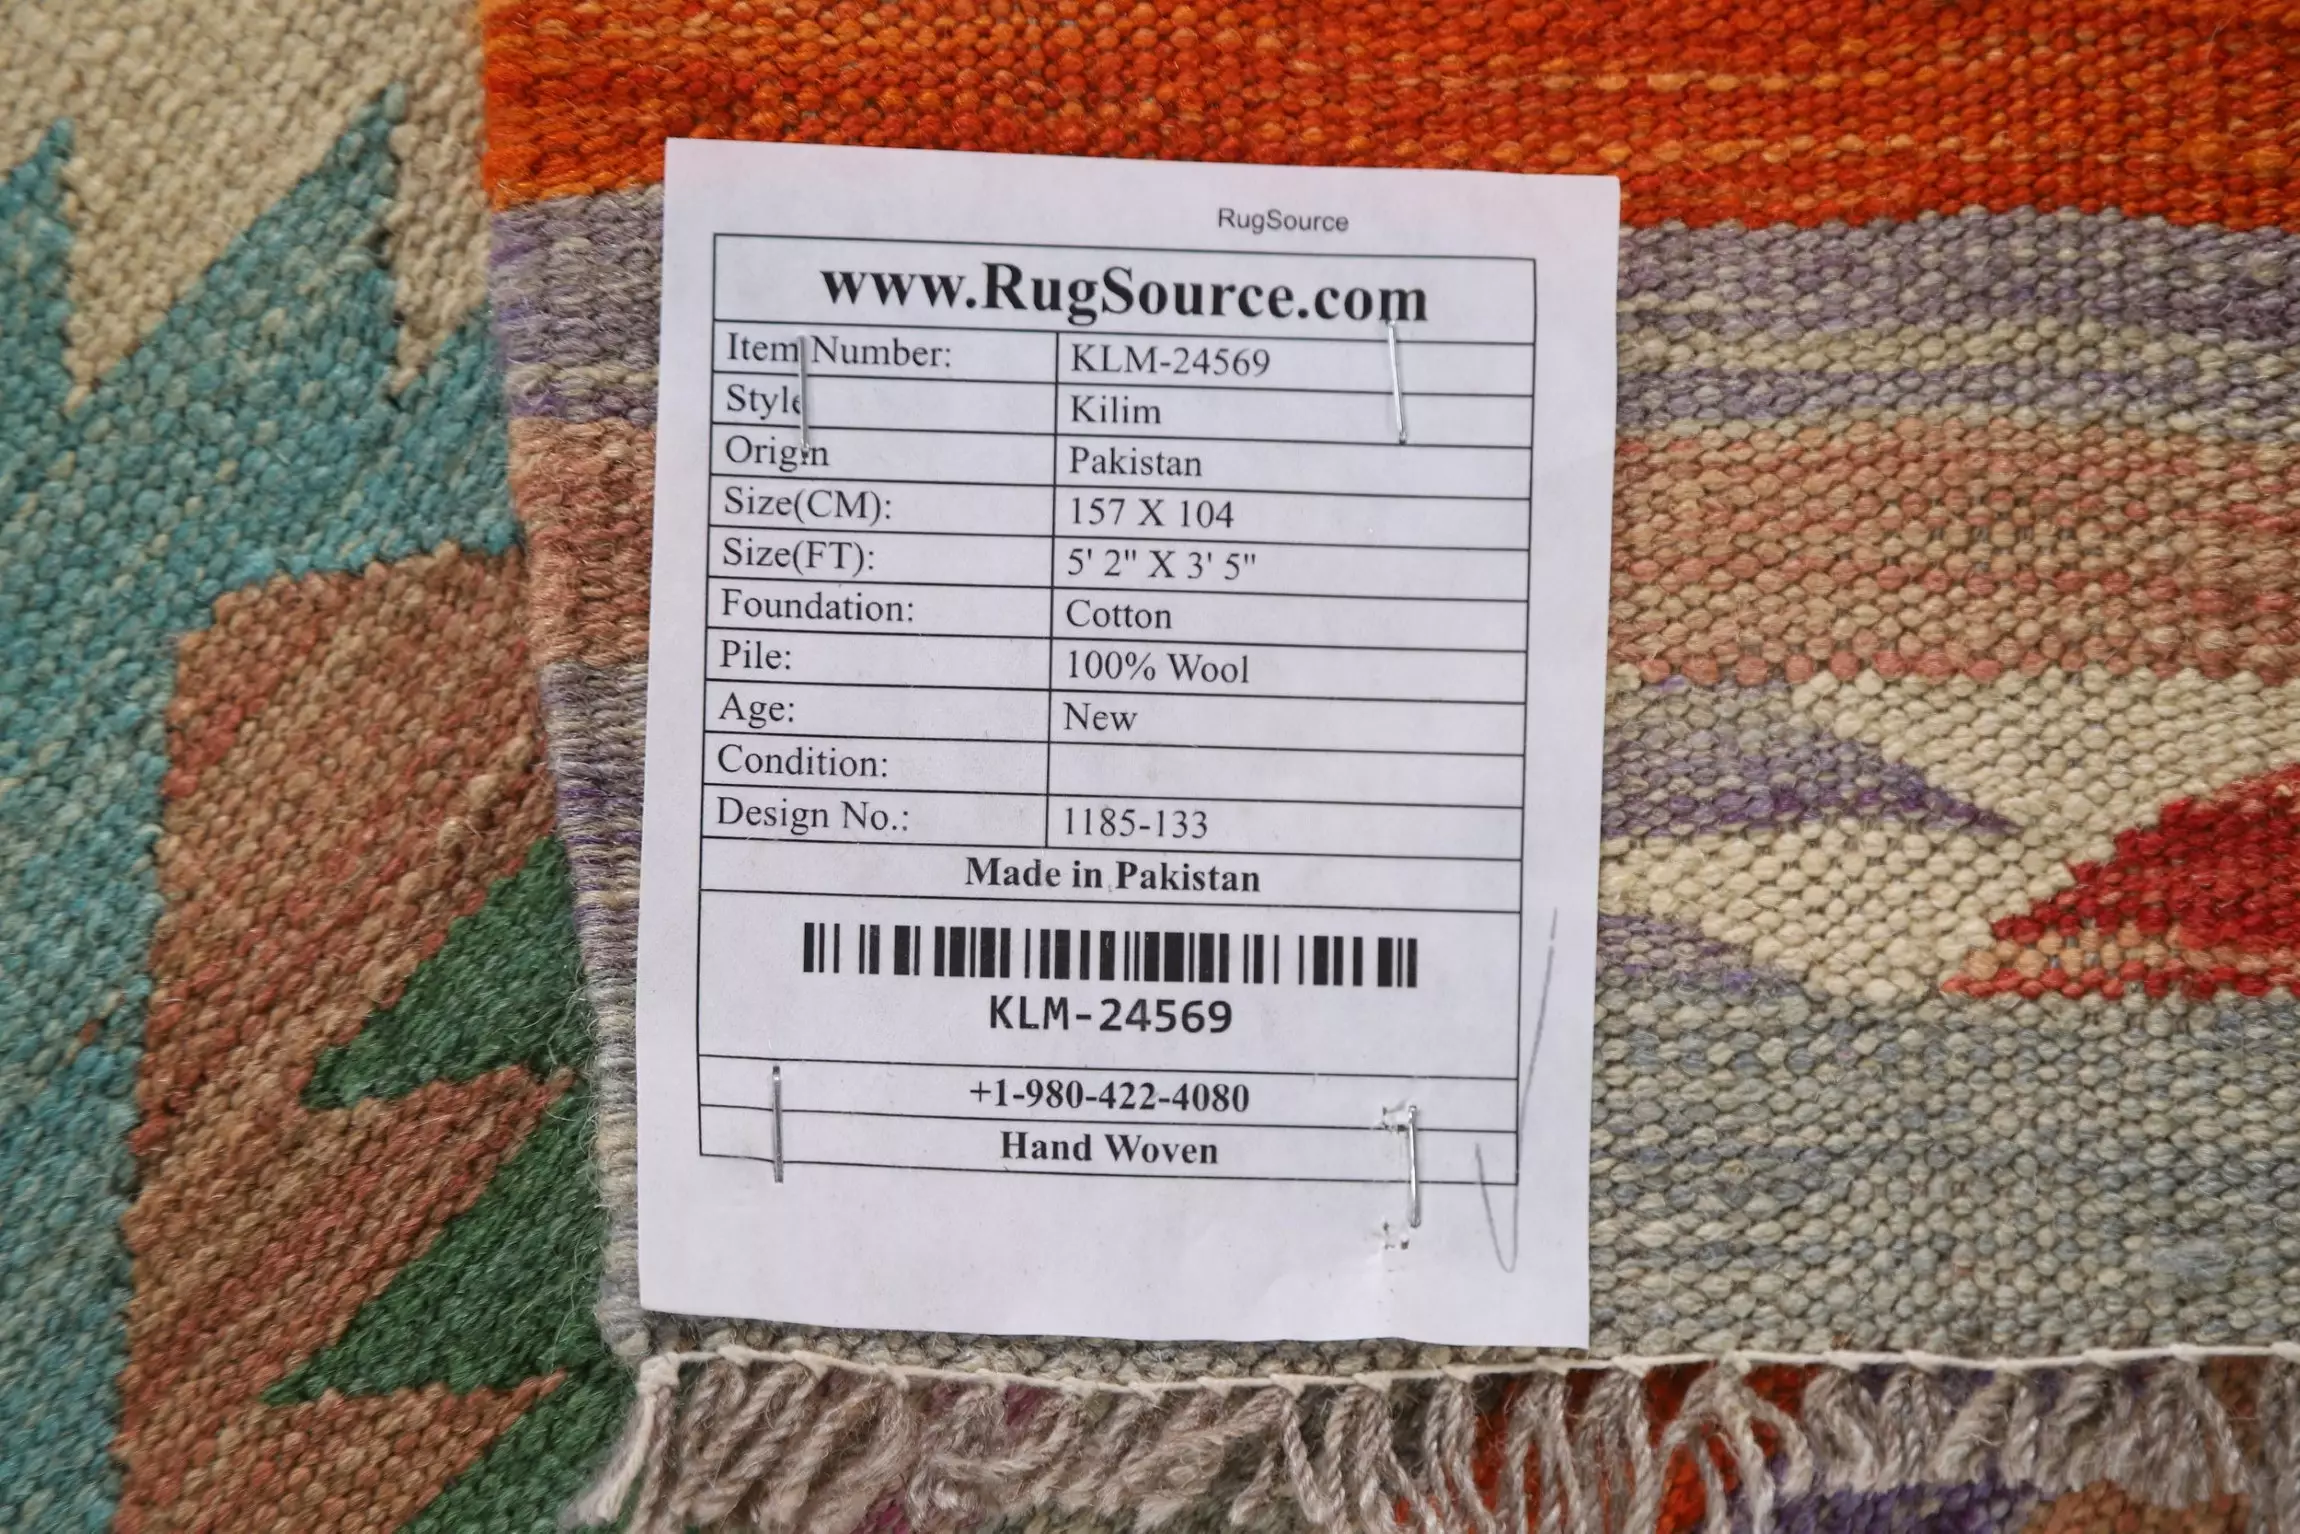 RugSource
www.RugSource.com
Item Number: KLM-24569
Style Kilim
Origin Pakistan
Size(CM): 157 X 104
Size(FT): 5' 2" X 3' 5"
Foundation: Cotton
Pile: 100% Wool
Age: New
Condition:
Design No.: 1185-133
Made in Pakistan
KLM-24569
+1-980-422-4080
Hand Woven